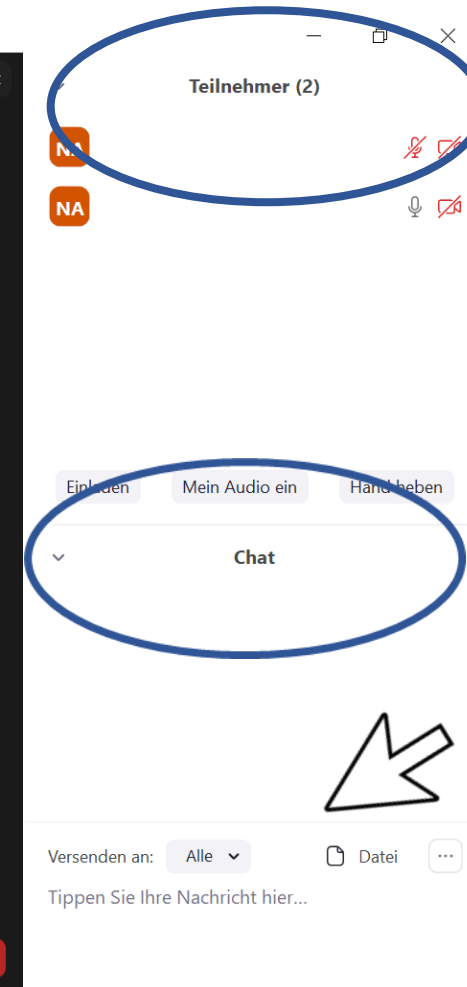 Teilnehmer (2)
NA
NA
Einladen Mein Audio ein Hand heben
Chat
Versenden an: Alle Datei ...
Tippen Sie Ihre Nachricht hier...